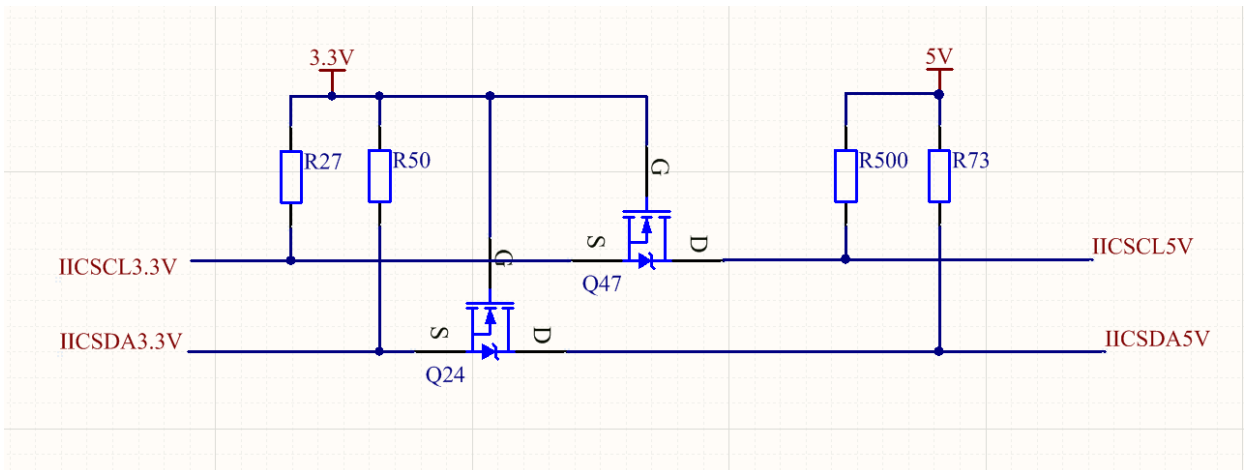 3.3V
5V
R27
R50
R500
R73
G
S
D
IICSCL3.3V
IICSCL5V
G
Q47
S
D
IICSDA3.3V
IICSDA5V
Q24